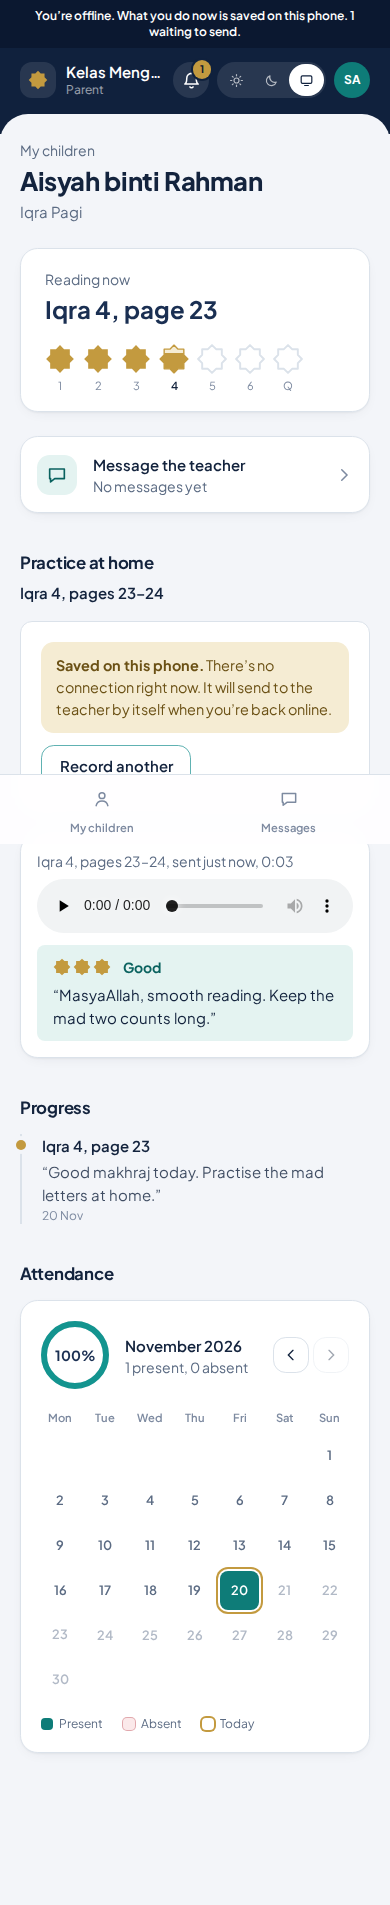 You're offline. What you do now is saved on this phone. 1
waiting to send.
Kelas Meng...
Parent
1
SA
My children
Aisyah binti Rahman
Iqra Pagi
Reading now
Iqra 4, page 23
1 2 3 4 5 6 Q
Message the teacher
No messages yet
Practice at home
Iqra 4, pages 23–24
Saved on this phone. There's no
connection right now. It will send to the
teacher by itself when you're back online.
Record another
My children
Messages
Iqra 4, pages 23–24, sent just now, 0:03
0:00 / 0:00
Good
“MasyaAllah, smooth reading. Keep the
mad two counts long.”
Progress
Iqra 4, page 23
“Good makhraj today. Practise the mad
letters at home.”
20 Nov
Attendance
100%
November 2026
1 present, 0 absent
Mon Tue Wed Thu Fri Sat Sun
1
2 3 4 5 6 7 8
9 10 11 12 13 14 15
16 17 18 19 20 21 22
23 24 25 26 27 28 29
30
Present Absent Today